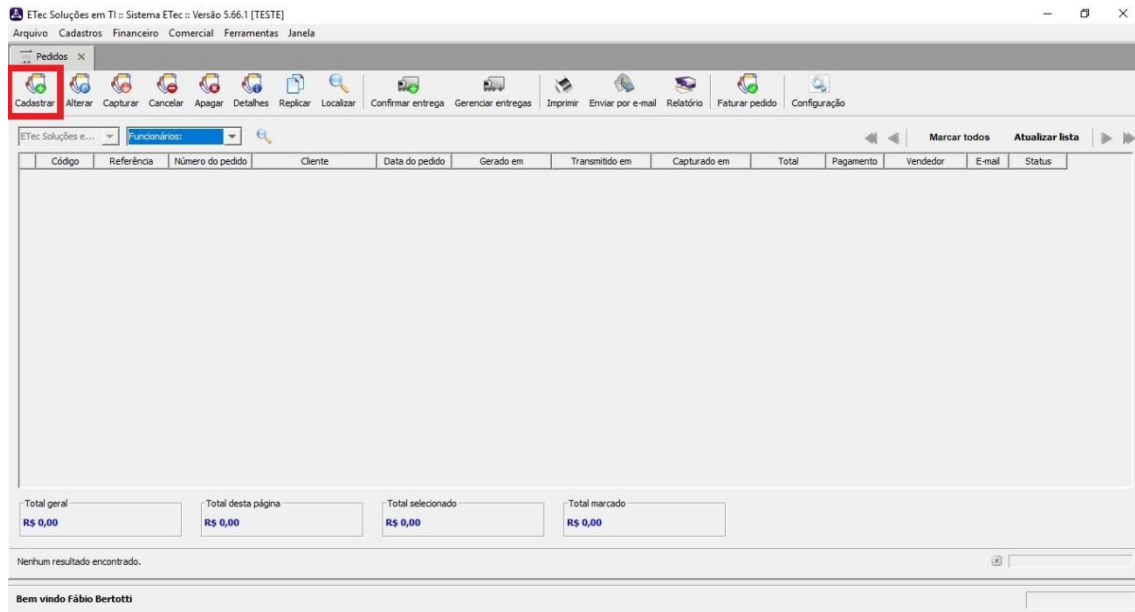 ETec Soluções em TI :: Sistema ETec :: Versão 5.66.1 [TESTE]
Arquivo Cadastros Financeiro Comercial Ferramentas Janela
Pedidos
Cadastrar Alterar Capturar Cancelar Apagar Detalhes Replicar Localizar Confirmar entrega Gerenciar entregas Imprimir Enviar por e-mail Relatório Faturar pedido Configuração
ETec Soluções e... Funcionários: Marcar todos Atualizar lista
Código Referência Número do pedido Cliente Data do pedido Gerado em Transmitido em Capturado em Total Pagamento Vendedor E-mail Status
Total geral Total desta página Total selecionado Total marcado
R$ 0,00 R$ 0,00 R$ 0,00 R$ 0,00
Nenhum resultado encontrado.
Bem vindo Fábio Bertotti